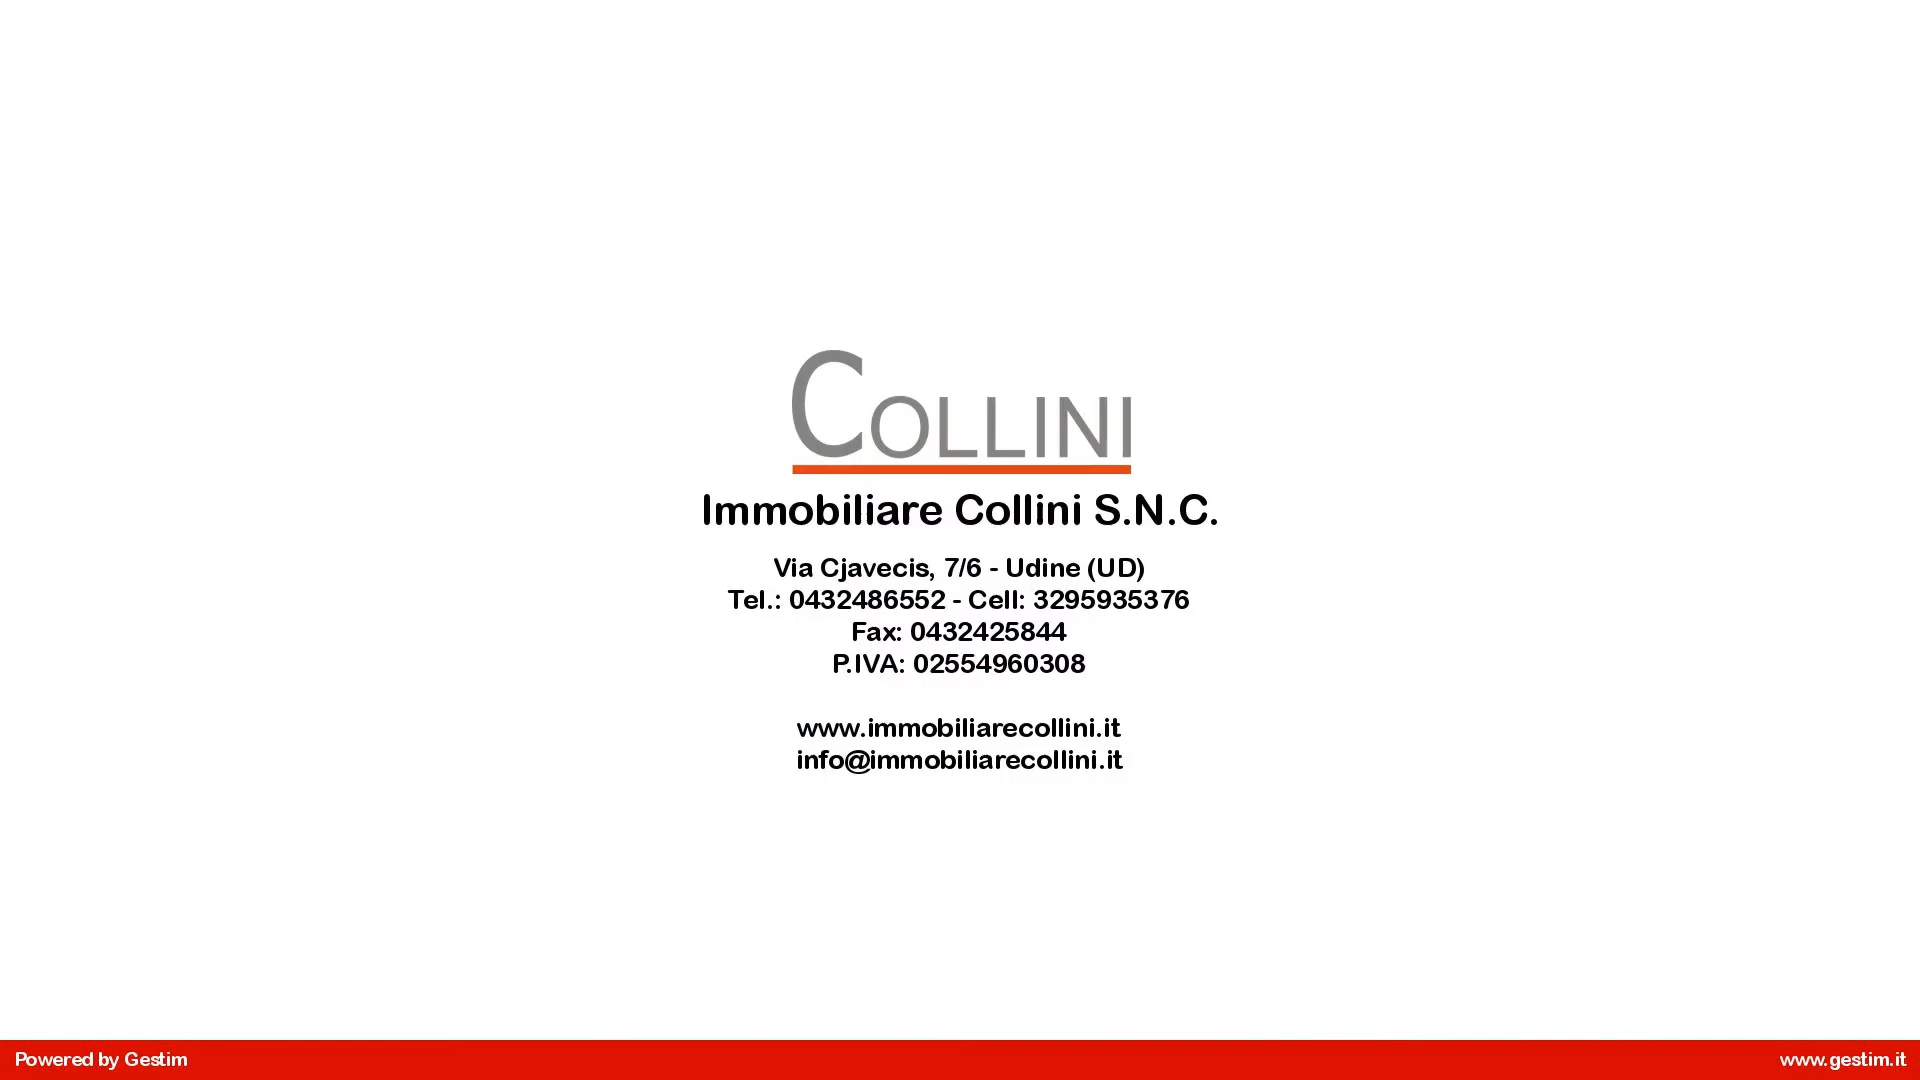 COLLINI
Immobiliare Collini S.N.C.
Via Cjavecis, 7/6 - Udine (UD)
Tel.: 0432486552 - Cell: 3295935376
Fax: 0432425844
P.IVA: 02554960308
www.immobiliarecollini.it
info@immobiliarecollini.it
Powered by Gestim
www.gestim.it